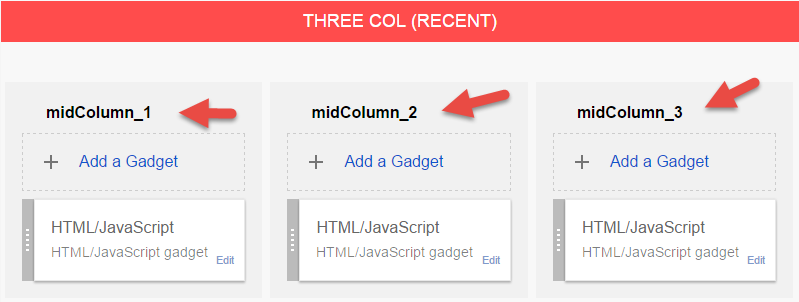 THREE COL (RECENT)
midColumn_1
Add a Gadget
HTML/JavaScript
HTML/JavaScript gadget
Edit
midColumn_2
Add a Gadget
HTML/JavaScript
HTML/JavaScript gadget
Edit
midColumn_3
Add a Gadget
HTML/JavaScript
HTML/JavaScript gadget
Edit